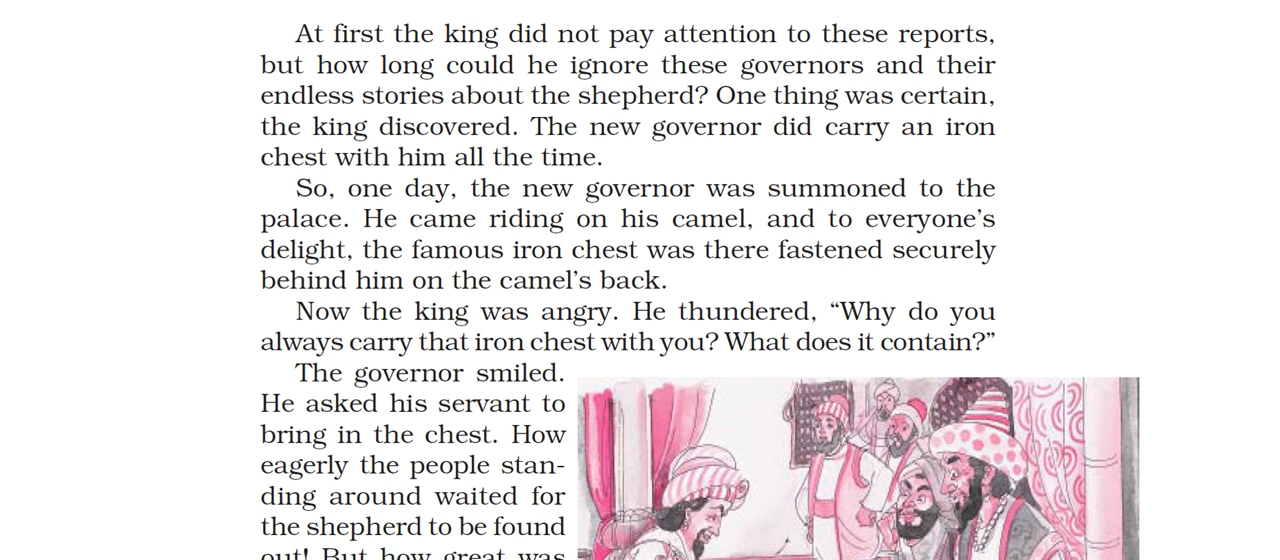 At first the king did not pay attention to these reports,
but how long could he ignore these governors and their
endless stories about the shepherd? One thing was certain,
the king discovered. The new governor did carry an iron
chest with him all the time.
So, one day, the new governor was summoned to the
palace. He came riding on his camel, and to everyone’s
delight, the famous iron chest was there fastened securely
behind him on the camel’s back.
Now the king was angry. He thundered, “Why do you
always carry that iron chest with you? What does it contain?”
The governor smiled.
He asked his servant to
bring in the chest. How
eagerly the people stan-
ding around waited for
the shepherd to be found
out! But how great was